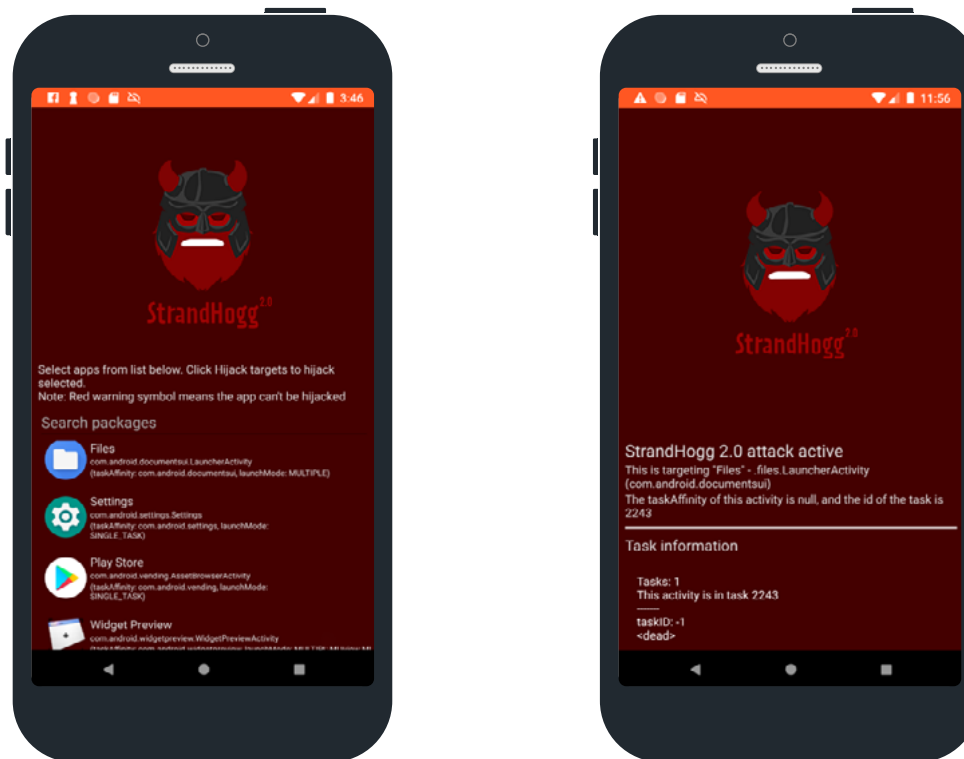 3:46
StrandHogg 2.0
Select apps from list below. Click Hijack targets to hijack
selected.
Note: Red warning symbol means the app can't be hijacked
Search packages
Files
com.android.documentsui.LauncherActivity
(taskAffinity: com.android.documentsui, launchMode: MULTIPLE)
Settings
com.android.settings.Settings
(taskAffinity: com.android.settings, launchMode:
SINGLE_TASK)
Play Store
com.android.vending.AssetBrowserActivity
(taskAffinity: com.android.vending, launchMode:
SINGLE_TASK)
Widget Preview
com.android.widgetpreview.WidgetPreviewActivity
11:56
StrandHogg 2.0
StrandHogg 2.0 attack active
This is targeting "Files" - .files.LauncherActivity
(com.android.documentsui)
The taskAffinity of this activity is null, and the id of the task is
2243
Task information
Tasks: 1
This activity is in task 2243
taskID: -1
<dead>